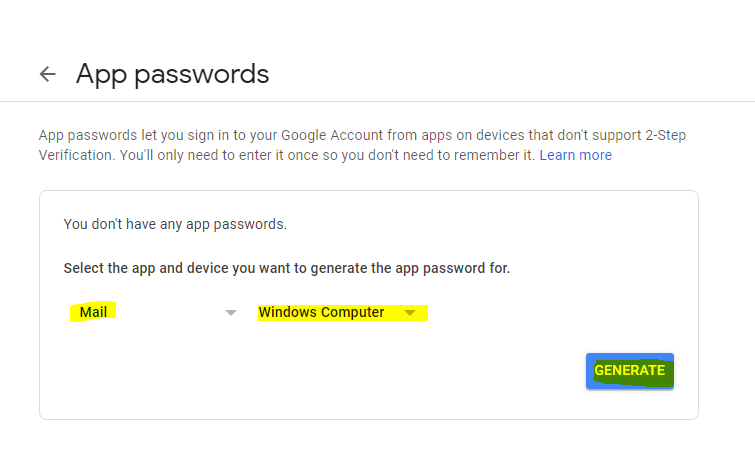 App passwords
App passwords let you sign in to your Google Account from apps on devices that don't support 2-Step
Verification. You'll only need to enter it once so you don't need to remember it. Learn more
You don't have any app passwords.
Select the app and device you want to generate the app password for.
Mail Windows Computer
GENERATE